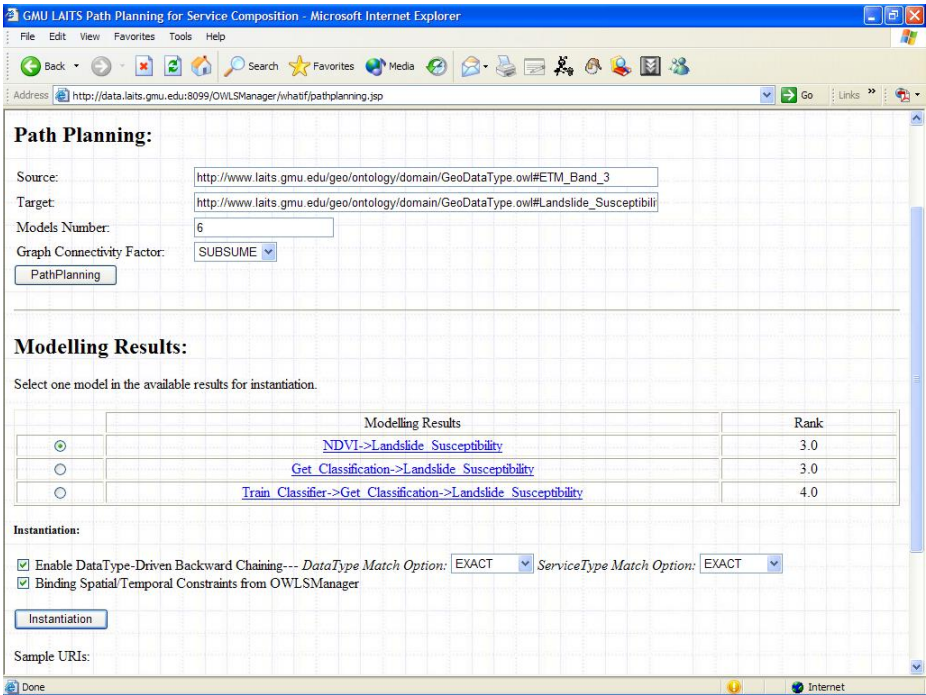 GMU LAITS Path Planning for Service Composition - Microsoft Internet Explorer
File Edit View Favorites Tools Help
Back Search Favorites Media
Address http://data.laits.gmu.edu:8099/OWLSManager/whatif/pathplanning.jsp Go Links »
Path Planning:
Source: http://www.laits.gmu.edu/geo/ontology/domain/GeoDataType.owl#ETM_Band_3
Target: http://www.laits.gmu.edu/geo/ontology/domain/GeoDataType.owl#Landslide_Susceptibili
Models Number: 6
Graph Connectivity Factor: SUBSUME
PathPlanning
Modelling Results:
Select one model in the available results for instantiation.
Modelling Results Rank
NDVI->Landslide_Susceptibility 3.0
Get_Classification->Landslide_Susceptibility 3.0
Train_Classifier->Get_Classification->Landslide_Susceptibility 4.0
Instantiation:
Enable DataType-Driven Backward Chaining--- DataType Match Option: EXACT ServiceType Match Option: EXACT
Binding Spatial/Temporal Constraints from OWLSManager
Instantiation
Sample URIs:
Done Internet